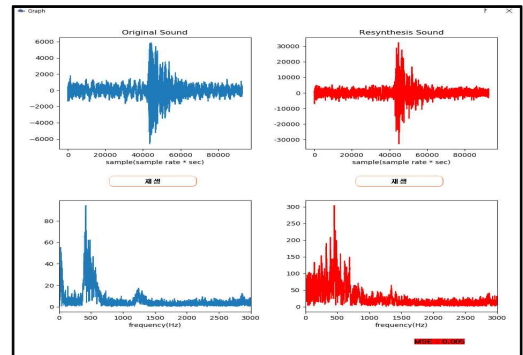 Graph
Original Sound
6000
4000
2000
0
−2000
−4000
−6000
0 20000 40000 60000 80000
sample(sample rate * sec)
재생
Resynthesis Sound
30000
20000
10000
0
−10000
−20000
−30000
0 20000 40000 60000 80000
sample(sample rate * sec)
재생
80
60
40
20
0
0 500 1000 1500 2000 2500 3000
frequency(Hz)
300
250
200
150
100
50
0
0 500 1000 1500 2000 2500 3000
frequency(Hz)
MSE